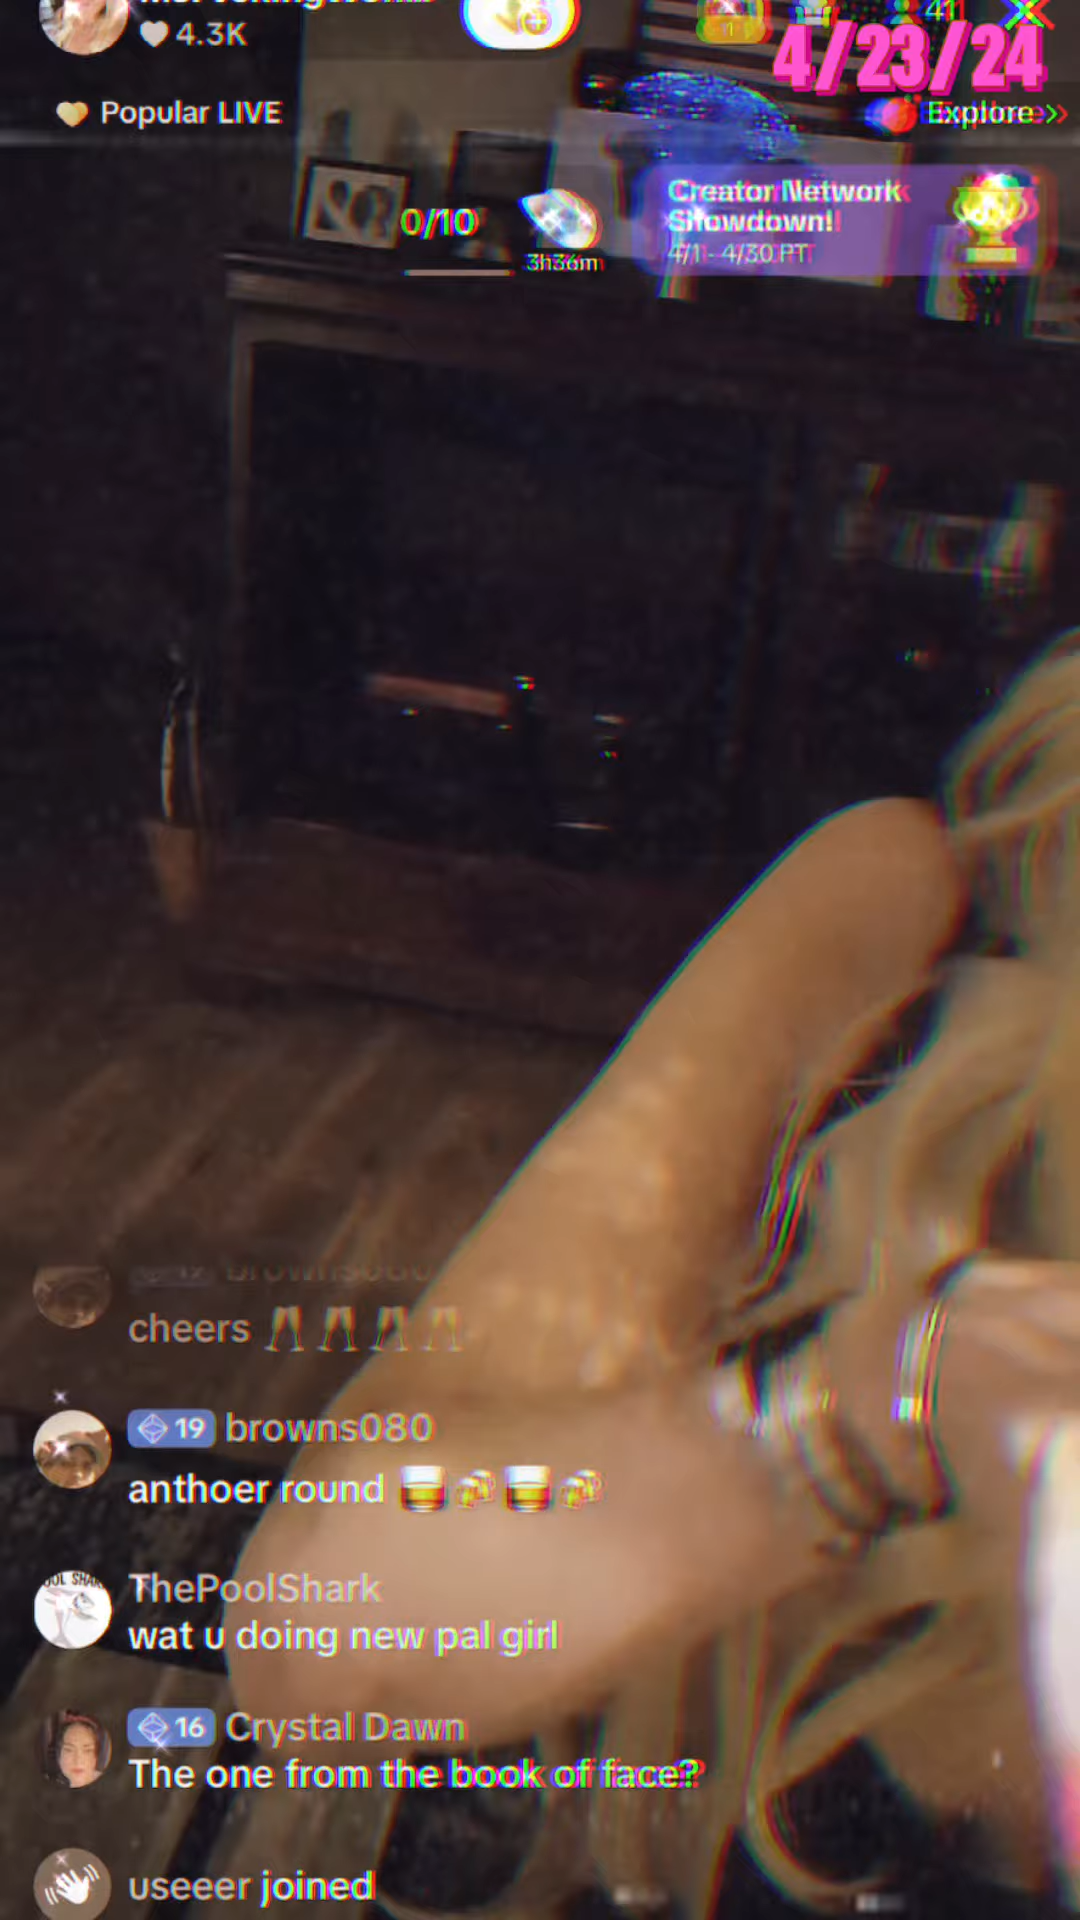 4.3K
41
4/23/24
Popular LIVE
Explore
0/10
3h36m
Creator Network
Showdown!
4/1 - 4/30 PT
browns080
cheers
19 browns080
anthoer round
ThePoolShark
wat u doing new pal girl
16 Crystal Dawn
The one from the book of face?
useeer joined